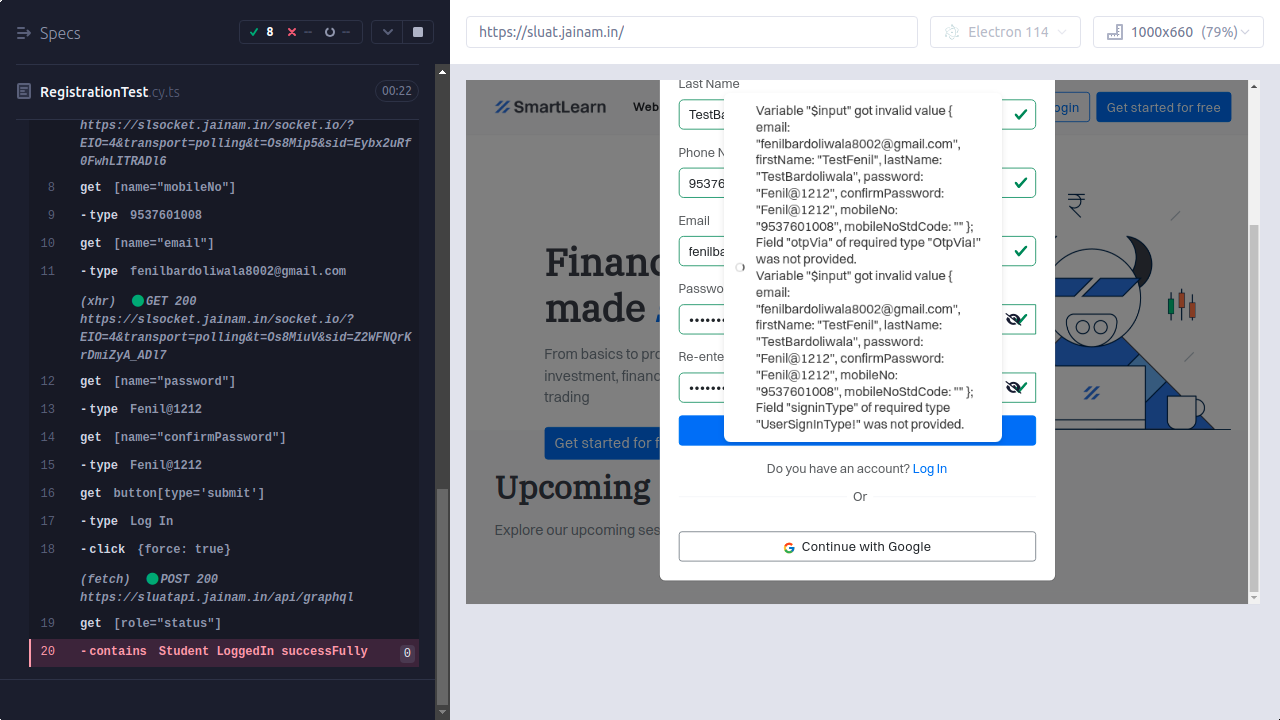 Specs
8
--
--
RegistrationTest.cy.ts
00:22
https://slsocket.jainam.in/socket.io/?
EIO=4&transport=polling&t=Os8Mip5&sid=Eybx2uRf
0FwhLITRADl6
8 get [name="mobileNo"]
9 -type 9537601008
10 get [name="email"]
11 -type fenilbardoliwala8002@gmail.com
(xhr) GET 200
https://slsocket.jainam.in/socket.io/?
EIO=4&transport=polling&t=Os8MiuV&sid=Z2WFNQrK
rDmiZyA_ADl7
12 get [name="password"]
13 -type Fenil@1212
14 get [name="confirmPassword"]
15 -type Fenil@1212
16 get button[type='submit']
17 -type Log In
18 -click {force: true}
(fetch) POST 200
https://sluatapi.jainam.in/api/graphql
19 get [role="status"]
20 -contains Student LoggedIn successFully 0
https://sluat.jainam.in/
Electron 114
1000x660 (79%)
SmartLearn
Web
ogin
Get started for free
Financ
made
From basics to pro
investment, financ
trading
Get started for f
Upcoming
Explore our upcoming ses
Last Name
TestBa
Phone N
95376
Email
fenilba
Passwo
•••••••
Re-ente
•••••••
Variable "$input" got invalid value {
email:
"fenilbardoliwala8002@gmail.com",
firstName: "TestFenil", lastName:
"TestBardoliwala", password:
"Fenil@1212", confirmPassword:
"Fenil@1212", mobileNo:
"9537601008", mobileNoStdCode: "" };
Field "otpVia" of required type "OtpVia!"
was not provided.
Variable "$input" got invalid value {
email:
"fenilbardoliwala8002@gmail.com",
firstName: "TestFenil", lastName:
"TestBardoliwala", password:
"Fenil@1212", confirmPassword:
"Fenil@1212", mobileNo:
"9537601008", mobileNoStdCode: "" };
Field "signinType" of required type
"UserSignInType!" was not provided.
Do you have an account? Log In
Or
Continue with Google
₹